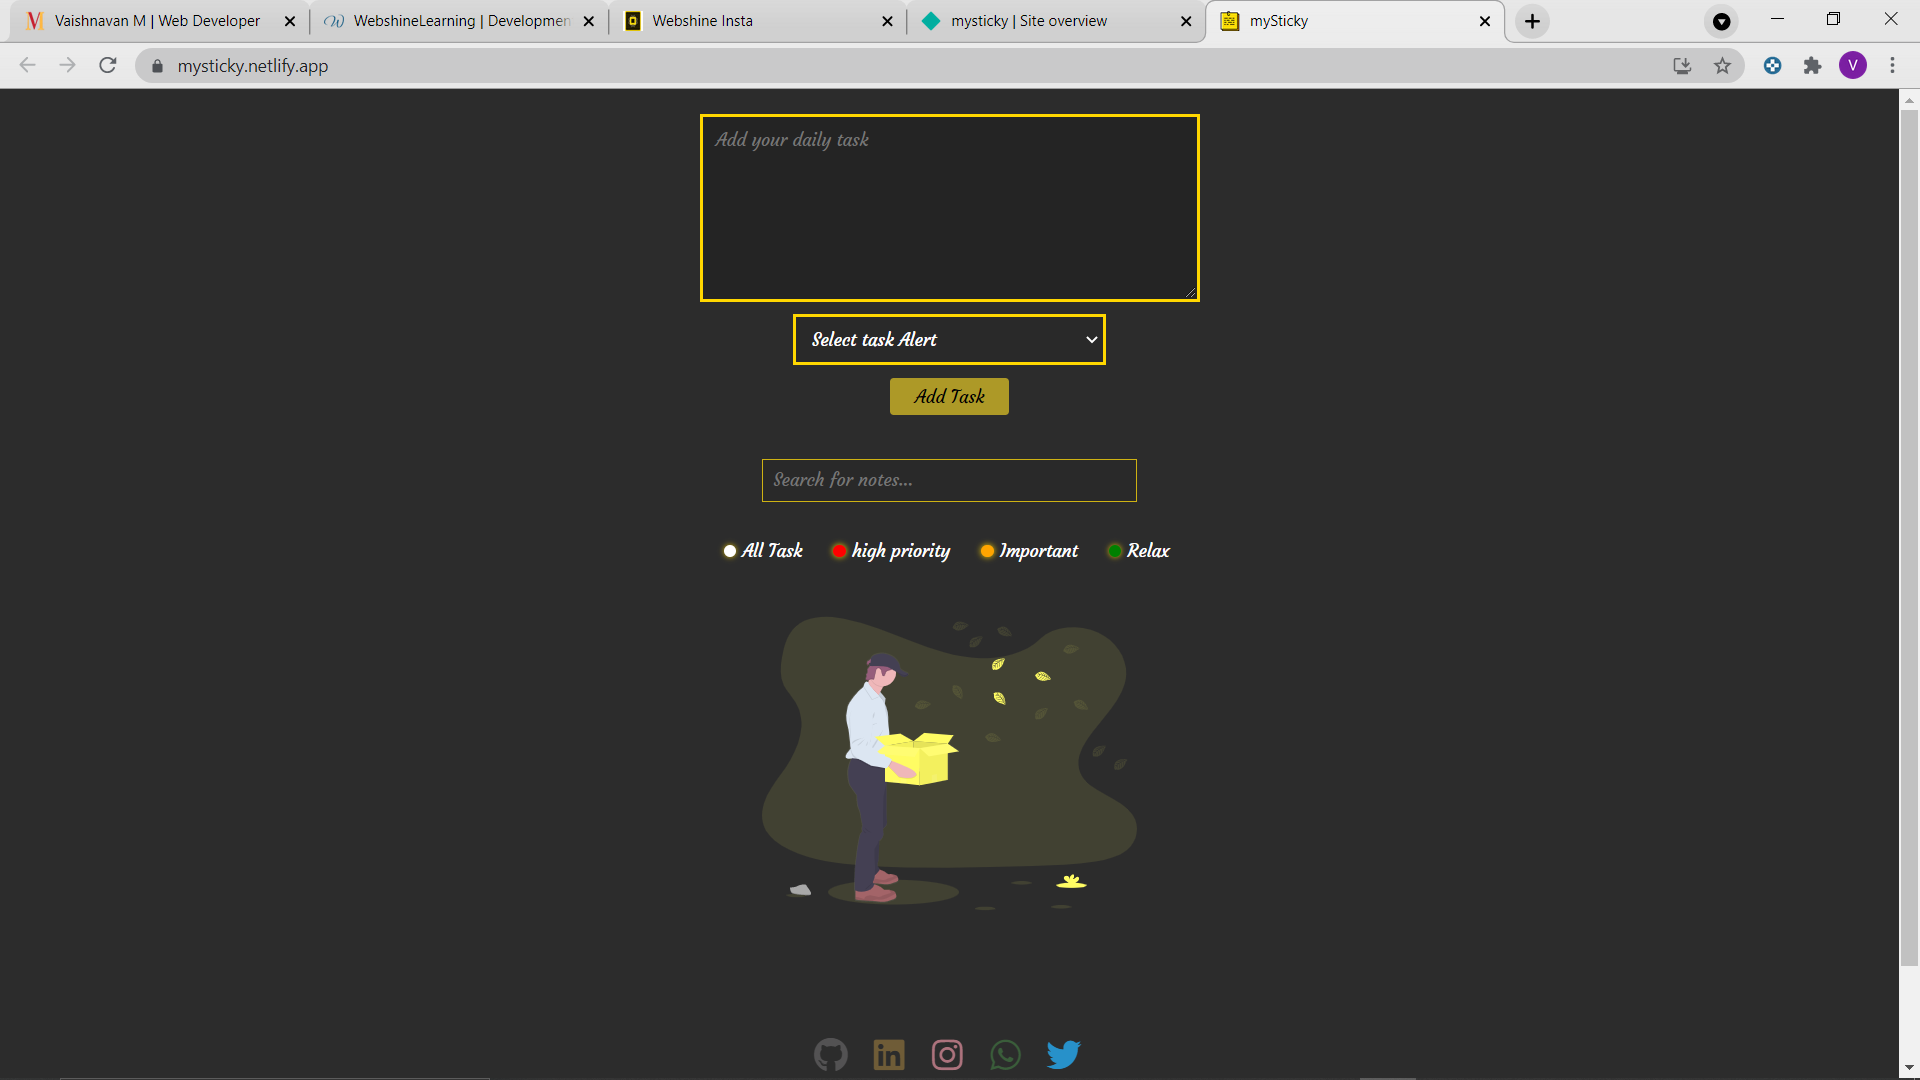 Vaishnavan M | Web Developer
WebshineLearning | Developmen
Webshine Insta
mysticky | Site overview
mySticky
mysticky.netlify.app
V
Add your daily task
Select task Alert
Add Task
Search for notes...
All Task high priority Important Relax